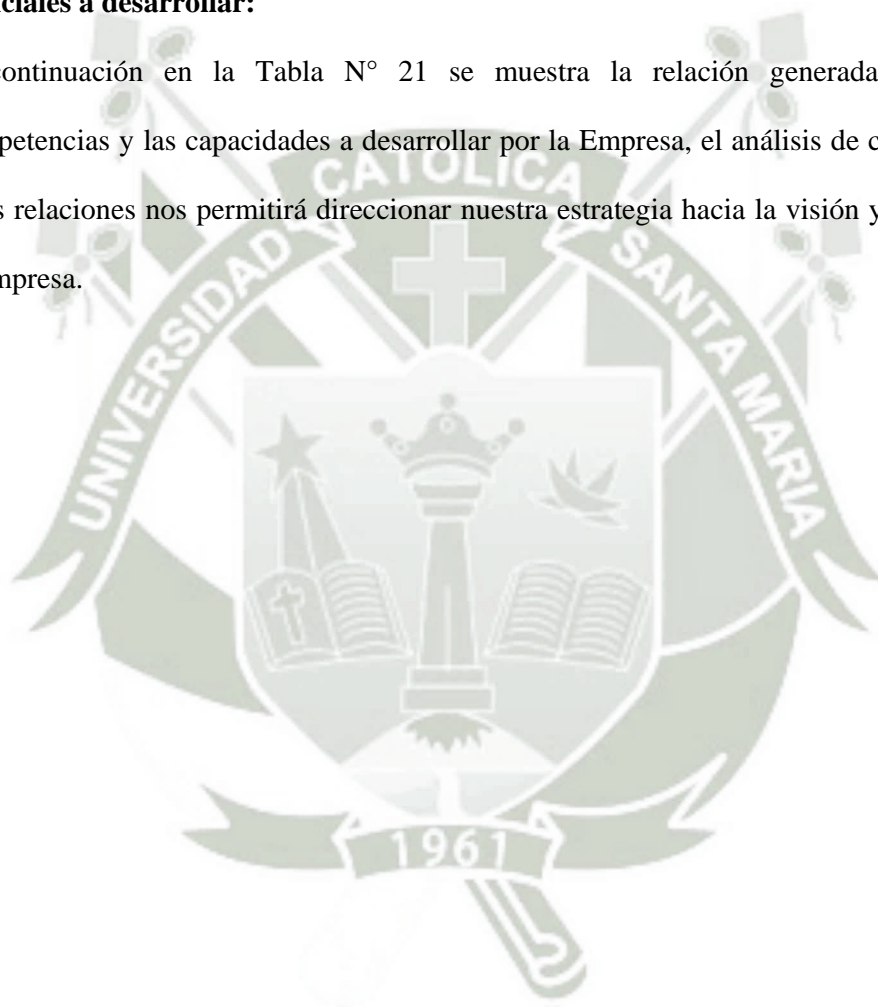 ciales a desarrollar:
continuación en la Tabla N° 21 se muestra la relación generada
petencias y las capacidades a desarrollar por la Empresa, el análisis de c
s relaciones nos permitirá direccionar nuestra estrategia hacia la visión y
mpresa.
UNIVERSIDAD CATOLICA SANTA MARIA
1961